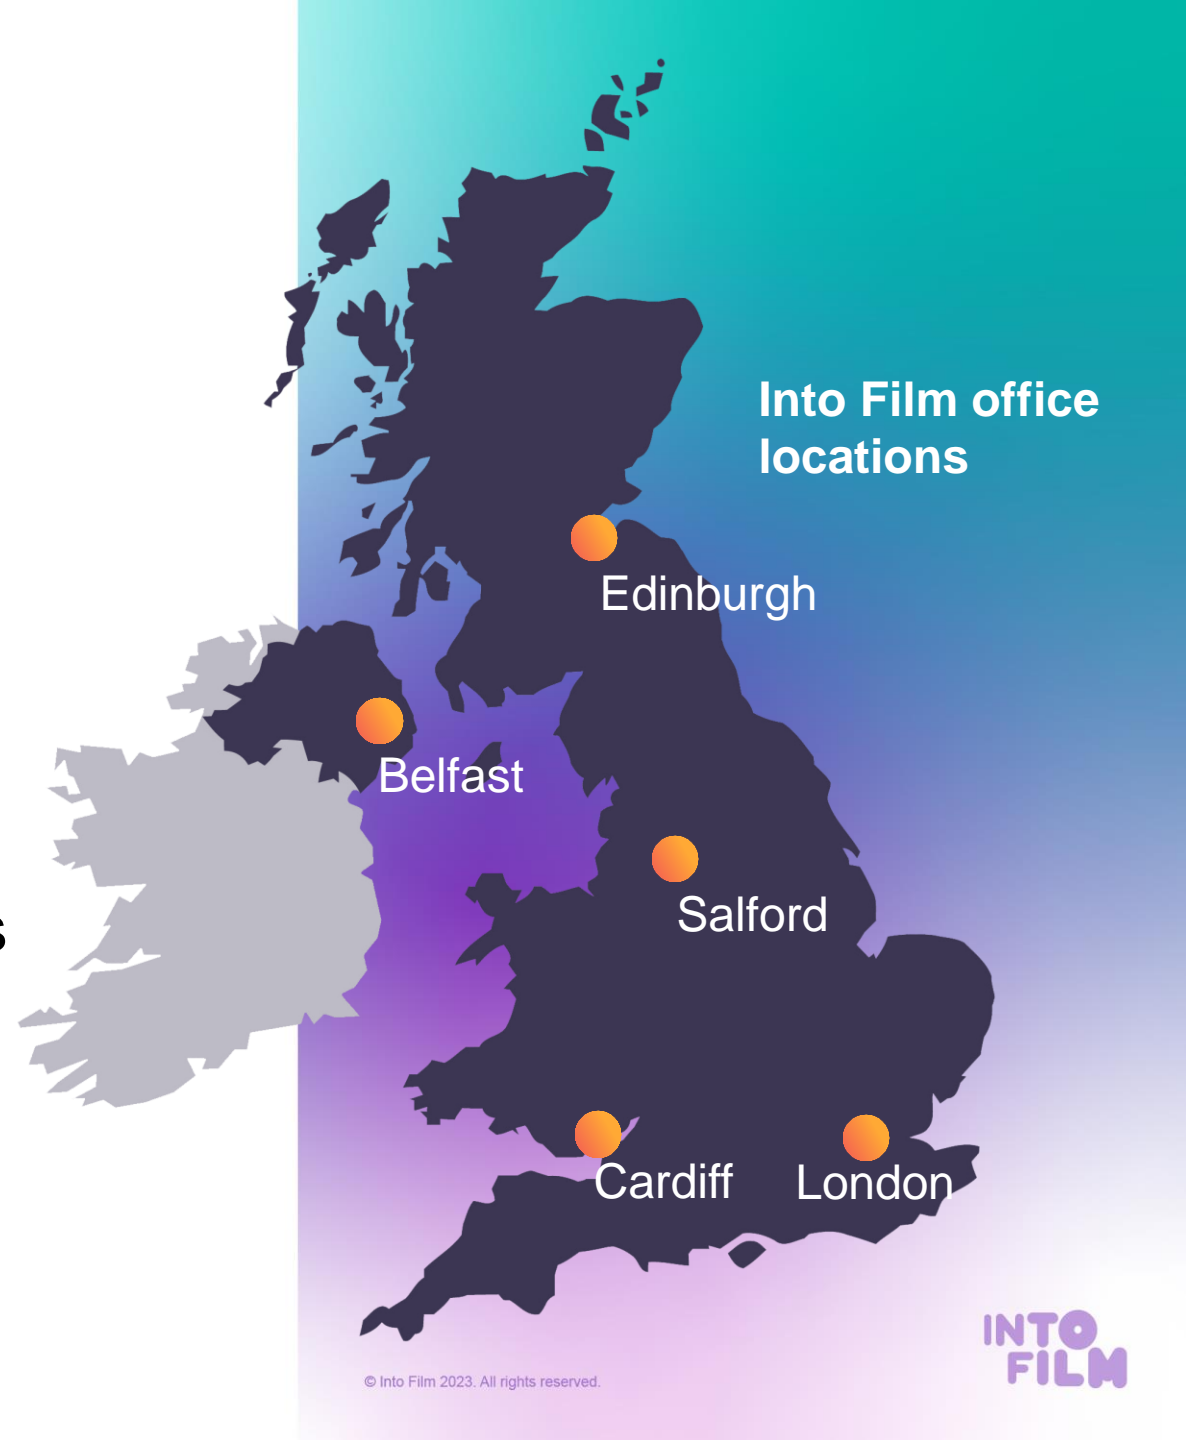 Into Film office
locations
Edinburgh
Belfast
s
Salford
Cardiff
London
INTO
FILM
© Into Film 2023. All rights reserved.